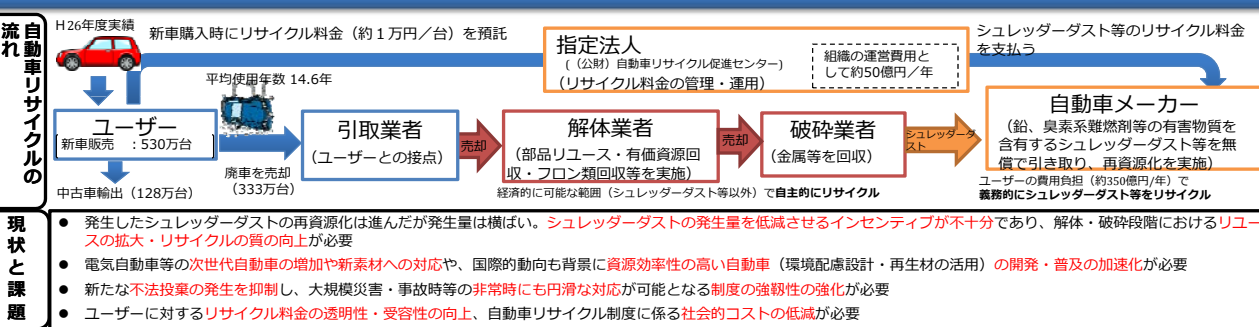 自動車リサイクルの
流れ
H26年度実績
新車購入時にリサイクル料金（約１万円／台）を預託
指定法人
(（公財）自動車リサイクル促進センター)
（リサイクル料金の管理・運用）
組織の運営費用と
して約50億円／年
シュレッダーダスト等のリサイクル料金
を支払う
平均使用年数 14.6年
ユーザー
新車販売　：530万台
中古車輸出（128万台）
廃車を売却
（333万台）
引取業者
（ユーザーとの接点）
売却
解体業者
（部品リユース・有価資源回
収・フロン類回収等を実施）
売却
破砕業者
（金属等を回収）
経済的に可能な範囲（シュレッダーダスト等以外）で自主的にリサイクル
シュレッダーダ
スト
自動車メーカー
（鉛、臭素系難燃剤等の有害物質を
含有するシュレッダーダスト等を無
償で引き取り、再資源化を実施）
ユーザーの費用負担（約350億円/年）で
義務的にシュレッダーダスト等をリサイクル
現状と課題
● 発生したシュレッダーダストの再資源化は進んだが発生量は横ばい。シュレッダーダストの発生量を低減させるインセンティブが不十分であり、解体・破砕段階におけるリユー
スの拡大・リサイクルの質の向上が必要
● 電気自動車等の次世代自動車の増加や新素材への対応や、国際的動向も背景に資源効率性の高い自動車（環境配慮設計・再生材の活用）の開発・普及の加速化が必要
● 新たな不法投棄の発生を抑制し、大規模災害・事故時等の非常時にも円滑な対応が可能となる制度の強靱性の強化が必要
● ユーザーに対するリサイクル料金の透明性・受容性の向上、自動車リサイクル制度に係る社会的コストの低減が必要